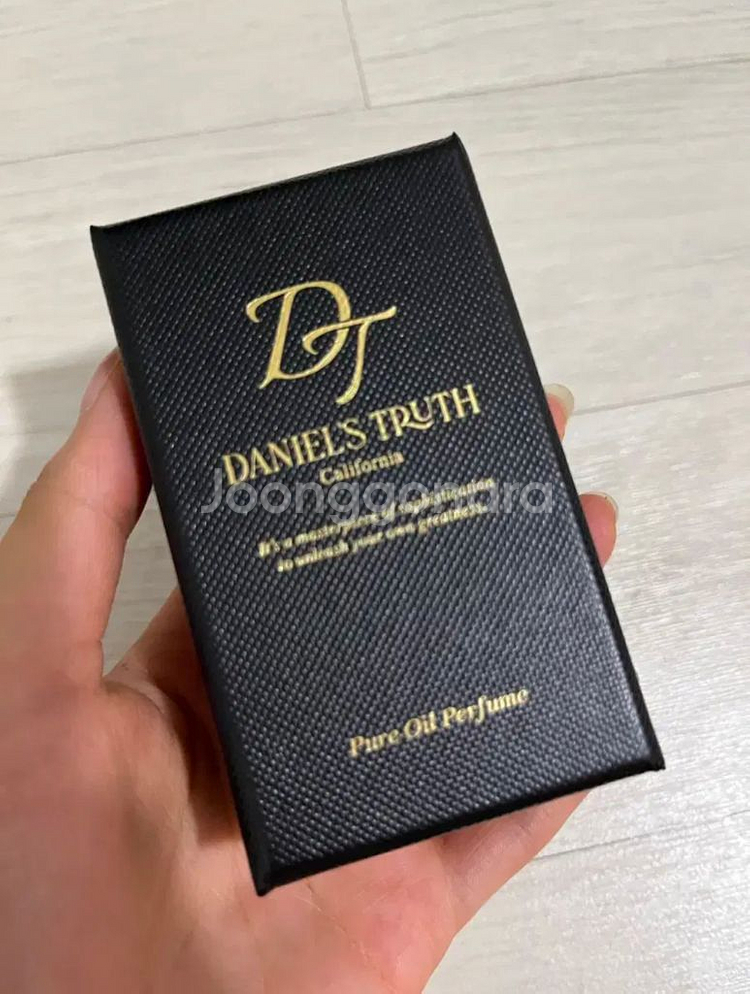 DT
DANIEL'S TRUTH
California
Joonggonara
It's a masterpiece of sophistication
to unleash your own greatness.
Pure Oil Perfume